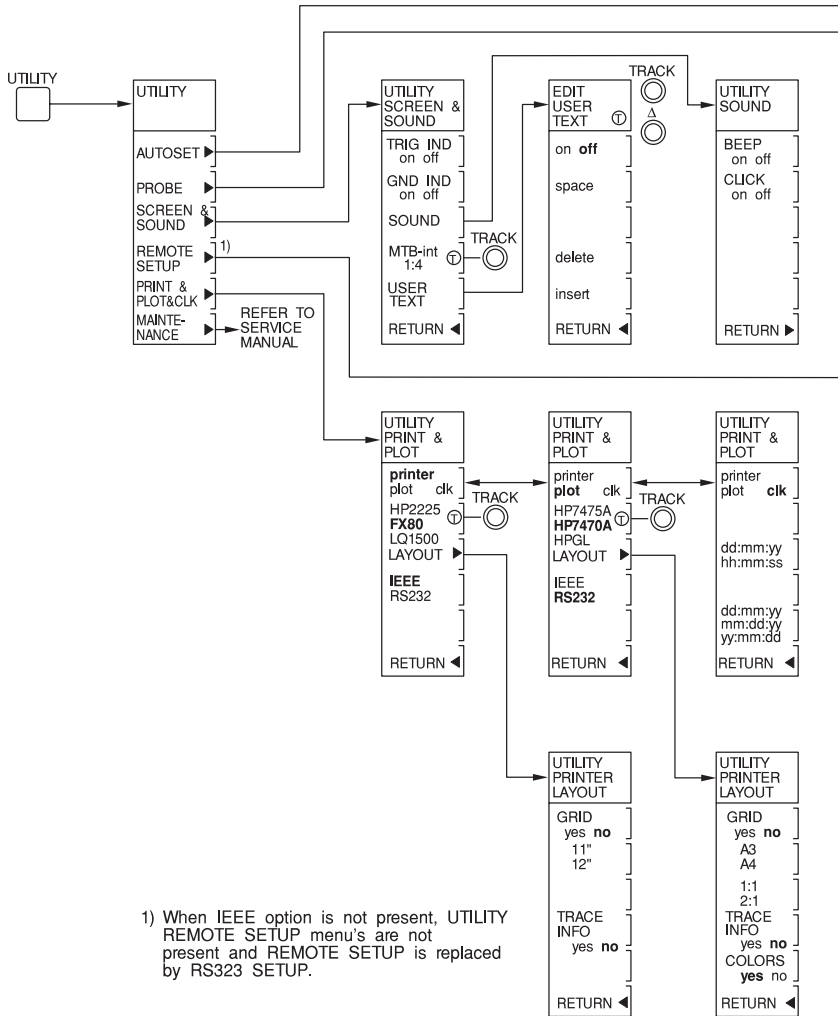 UTILITY
UTILITY
AUTOSET
PROBE
SCREEN &
SOUND
REMOTE
SETUP
1)
PRINT &
PLOT&CLK
MAINTE-
NANCE
REFER TO
SERVICE
MANUAL
UTILITY
SCREEN &
SOUND
TRIG IND
on off
GND IND
on off
SOUND
MTB-int
1:4
T
TRACK
USER
TEXT
RETURN
EDIT
USER
TEXT
T
TRACK
Δ
on off
space
delete
insert
RETURN
UTILITY
SOUND
BEEP
on off
CLICK
on off
RETURN
UTILITY
PRINT &
PLOT
printer
plot clk
HP2225
FX80
T
TRACK
LQ1500
LAYOUT
IEEE
RS232
RETURN
UTILITY
PRINT &
PLOT
printer
plot clk
HP7475A
HP7470A
T
TRACK
HPGL
LAYOUT
IEEE
RS232
RETURN
UTILITY
PRINT &
PLOT
printer
plot clk
dd:mm:yy
hh:mm:ss
dd:mm:yy
mm:dd:yy
yy:mm:dd
RETURN
UTILITY
PRINTER
LAYOUT
GRID
yes no
11"
12"
TRACE
INFO
yes no
RETURN
UTILITY
PRINTER
LAYOUT
GRID
yes no
A3
A4
1:1
2:1
TRACE
INFO
yes no
COLORS
yes no
RETURN
1) When IEEE option is not present, UTILITY
REMOTE SETUP menu's are not
present and REMOTE SETUP is replaced
by RS323 SETUP.